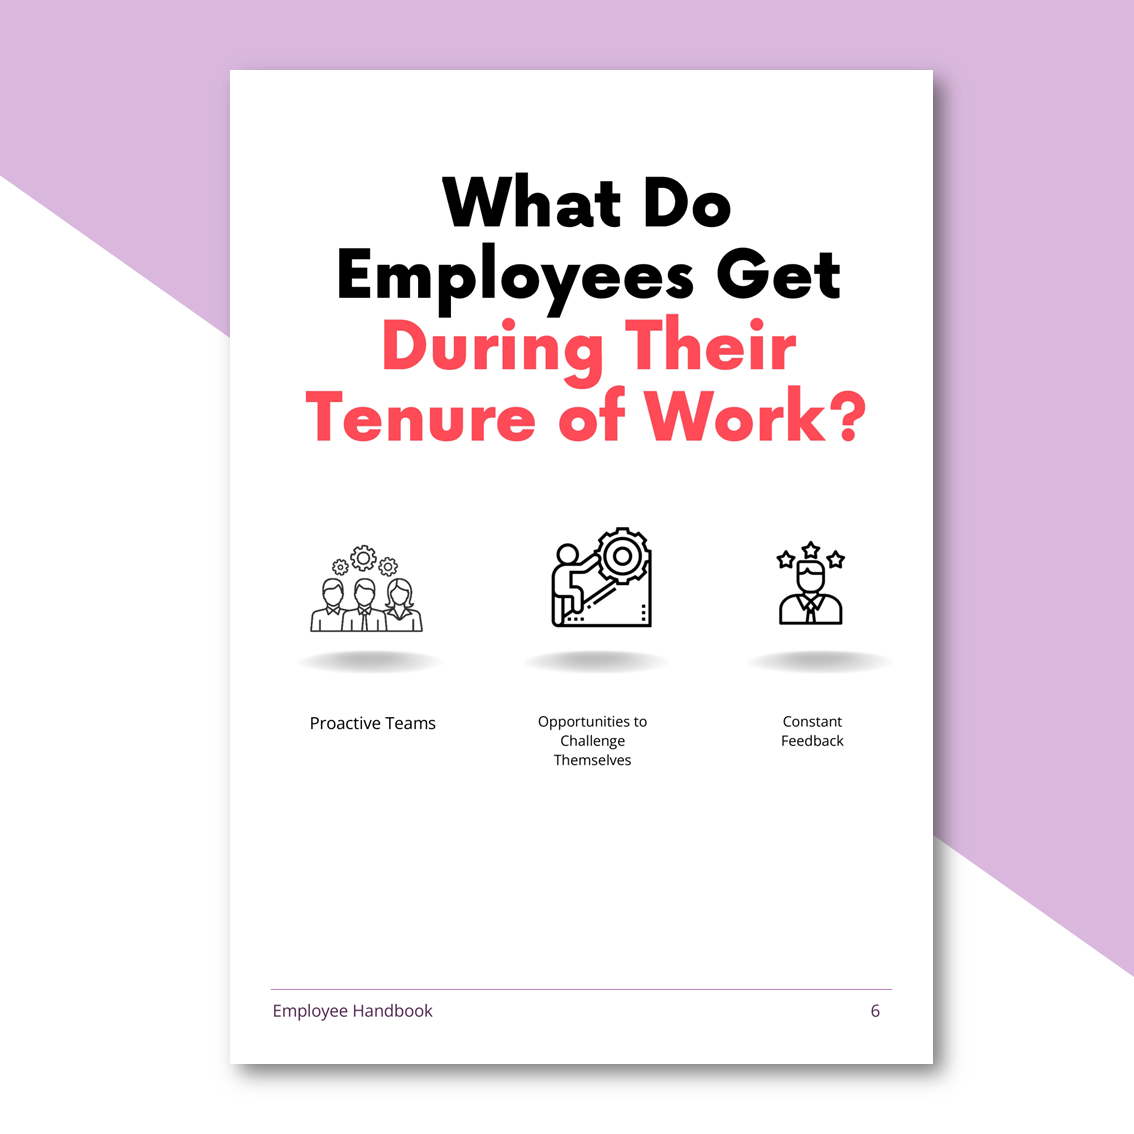 What Do
Employees Get
During Their
Tenure of Work?
Proactive Teams
Opportunities to
Challenge
Themselves
Constant
Feedback
Employee Handbook
6